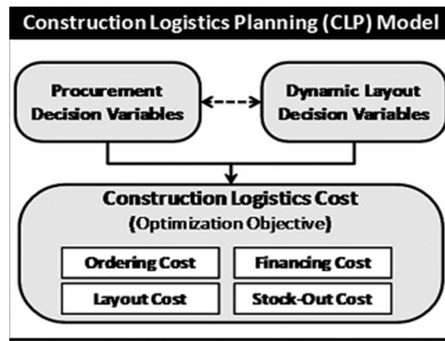 Construction Logistics Planning (CLP) Model
Procurement
Decision Variables
Dynamic Layout
Decision Variables
Construction Logistics Cost
(Optimization Objective)
Ordering Cost
Financing Cost
Layout Cost
Stock-Out Cost